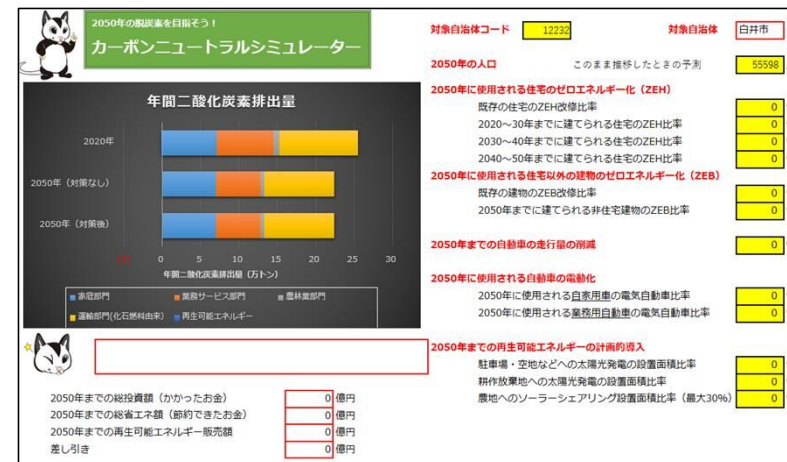 2050年の脱炭素を目指そう！
カーボンニュートラルシミュレーター
対象自治体コード 12232 対象自治体 白井市
2050年の人口 このまま推移したときの予測 55598
年間二酸化炭素排出量
2020年
2050年（対策なし）
2050年（対策後）
0 5 10 15 20 25 30
年間二酸化炭素排出量（万トン）
家庭部門 業務サービス部門 農林業部門
運輸部門(化石燃料由来) 再生可能エネルギー
2050年に使用される住宅のゼロエネルギー化（ZEH）
既存の住宅のZEH改修比率 0
2020～30年までに建てられる住宅のZEH比率 0
2030～40年までに建てられる住宅のZEH比率 0
2040～50年までに建てられる住宅のZEH比率 0
2050年に使用される住宅以外の建物のゼロエネルギー化（ZEB）
既存の建物のZEB改修比率 0
2050年までに建てられる非住宅建物のZEB比率 0
2050年までの自動車の走行量の削減 0
2050年に使用される自動車の電動化
2050年に使用される自家用車の電気自動車比率 0
2050年に使用される業務用自動車の電気自動車比率 0
2050年までの再生可能エネルギーの計画的導入
駐車場・空地などへの太陽光発電の設置面積比率 0
耕作放棄地への太陽光発電の設置面積比率 0
農地へのソーラーシェアリング設置面積比率（最大30%） 0
2050年までの総投資額（かかったお金） 0 億円
2050年までの総省エネ額（節約できたお金） 0 億円
2050年までの再生可能エネルギー販売額 0 億円
差し引き 0 億円